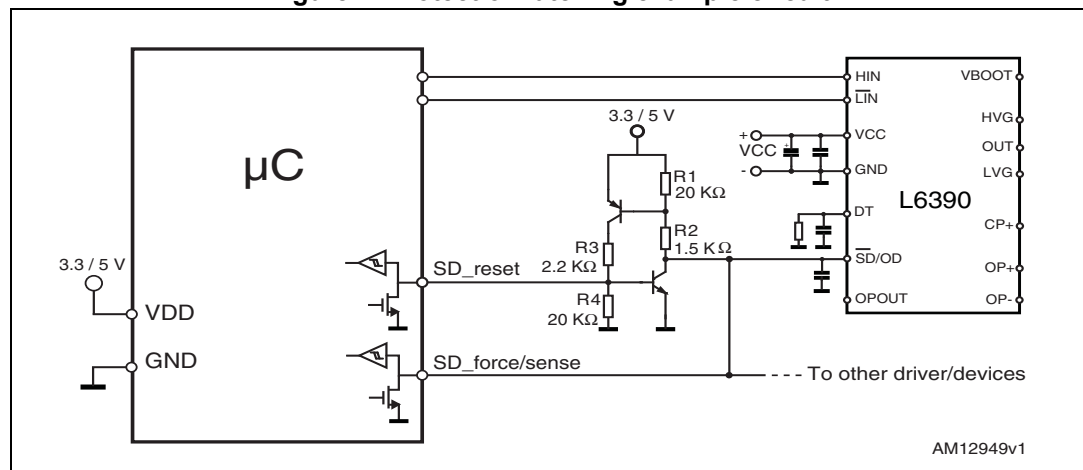 μC
3.3 / 5 V
VDD
GND
SD_reset
SD_force/sense
3.3 / 5 V
R1
20 KΩ
R2
1.5 KΩ
R3
2.2 KΩ
R4
20 KΩ
To other driver/devices
+
VCC
-
+
HIN
LIN
VCC
GND
DT
SD/OD
OPOUT
L6390
VBOOT
HVG
OUT
LVG
CP+
OP+
OP-
AM12949v1